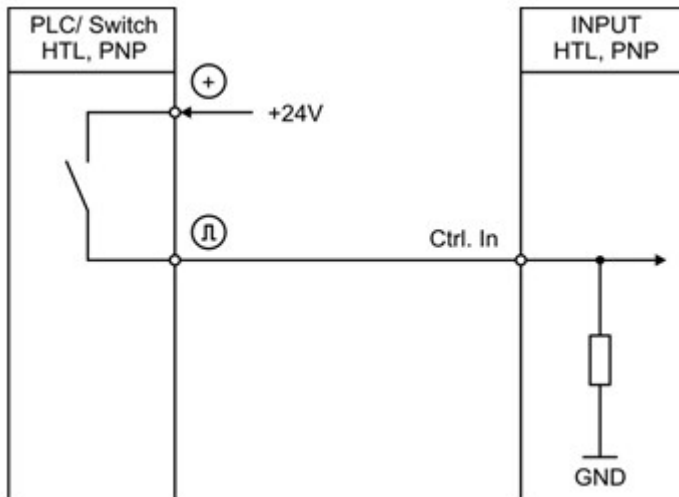 PLC/ Switch
HTL, PNP
INPUT
HTL, PNP
+
+24V
Ctrl. In
GND